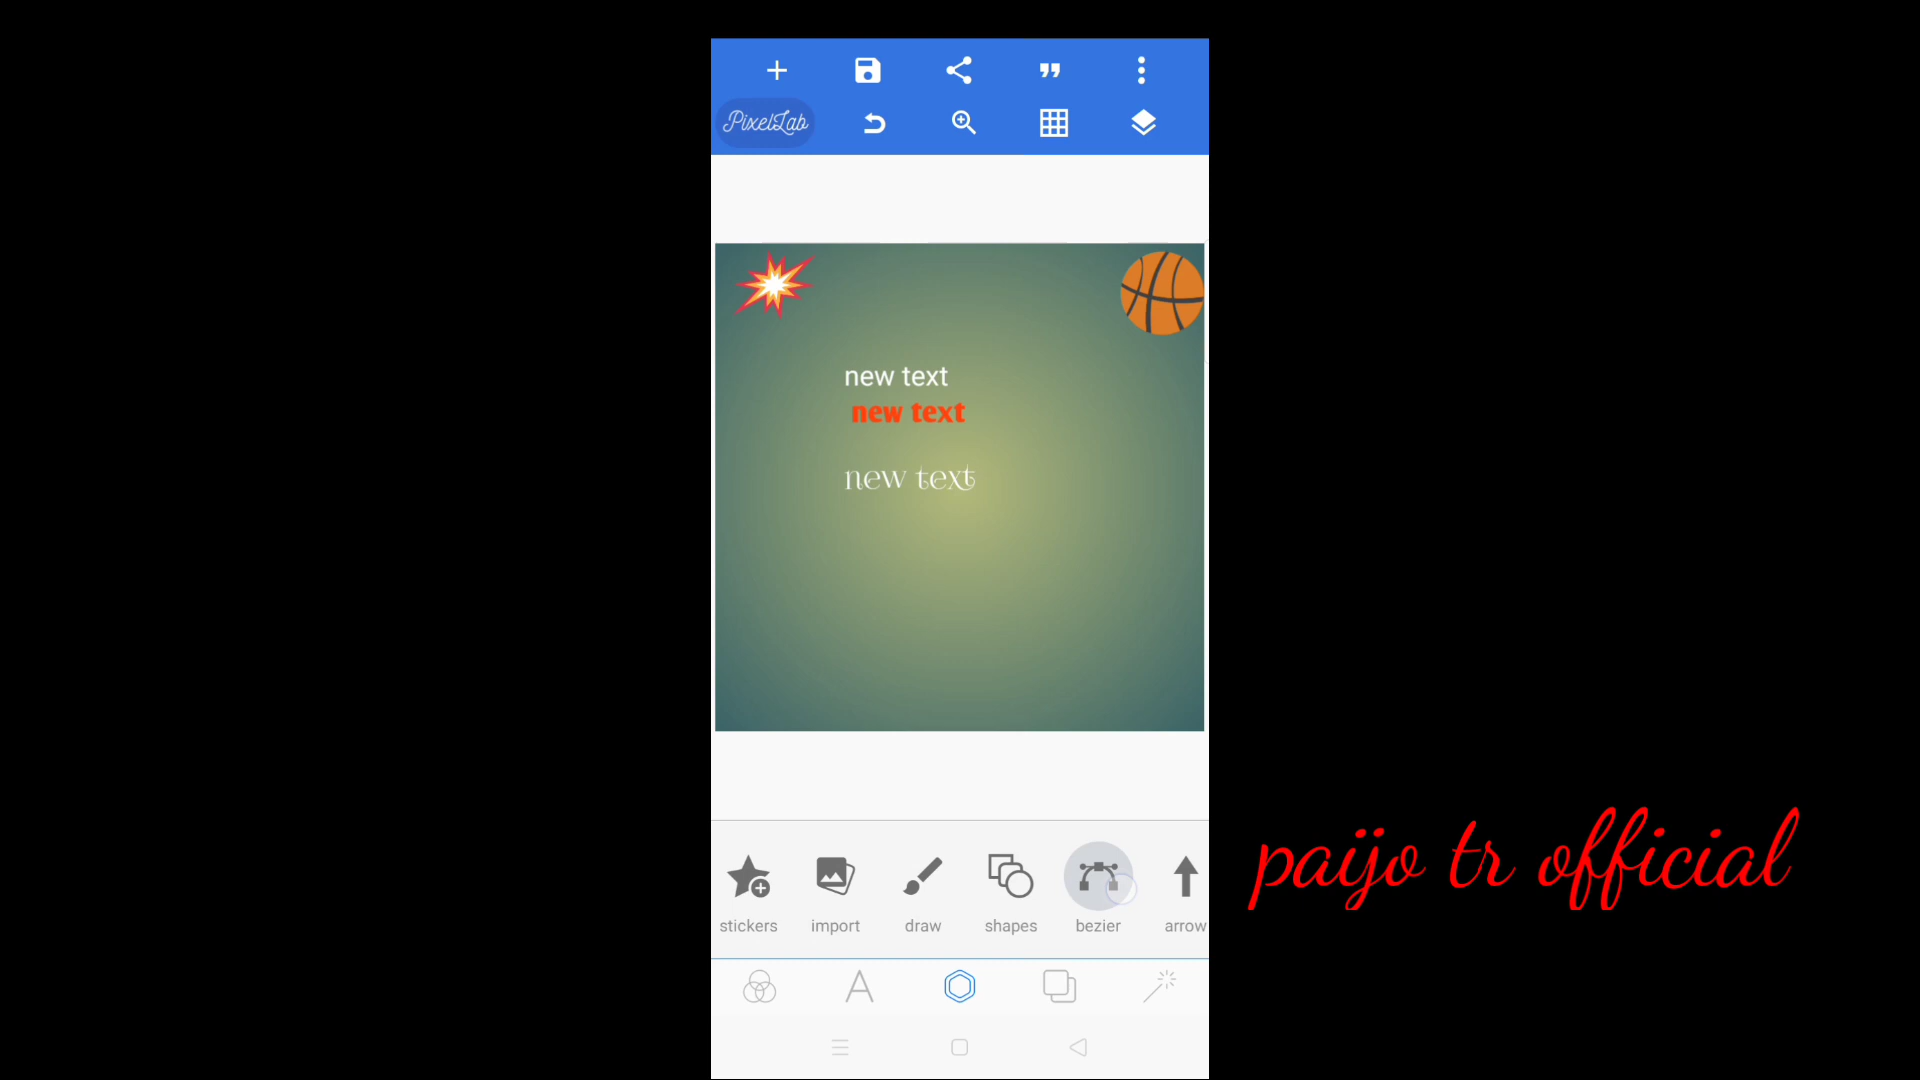 PixelLab
new text
new text
new text
stickers import draw shapes bezier arrow
paijo tr official